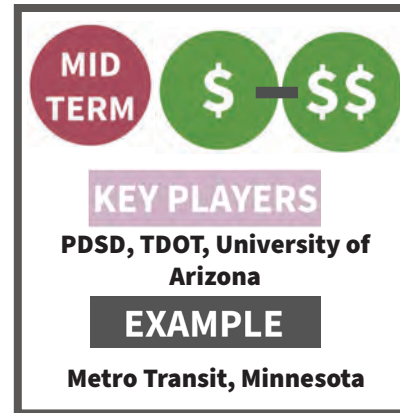 MID
TERM
$ – $$
KEY PLAYERS
PDSD, TDOT, University of
Arizona
EXAMPLE
Metro Transit, Minnesota